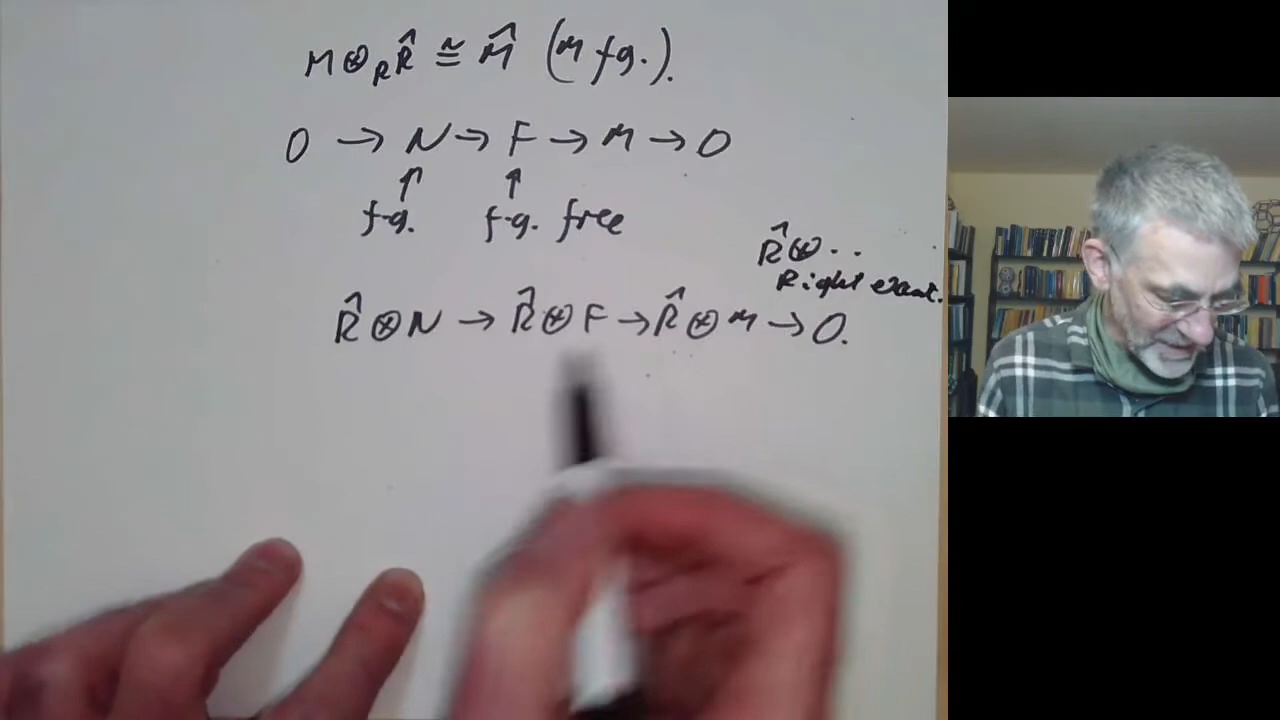 M ⊗_R R̂ ≅ M̂ (M f.g.).
0 → N → F → M → 0
↑ ↑
f.g. f.g. free
R̂ ⊗ ..
Right exact.
R̂ ⊗ N → R̂ ⊗ F → R̂ ⊗ M → 0.